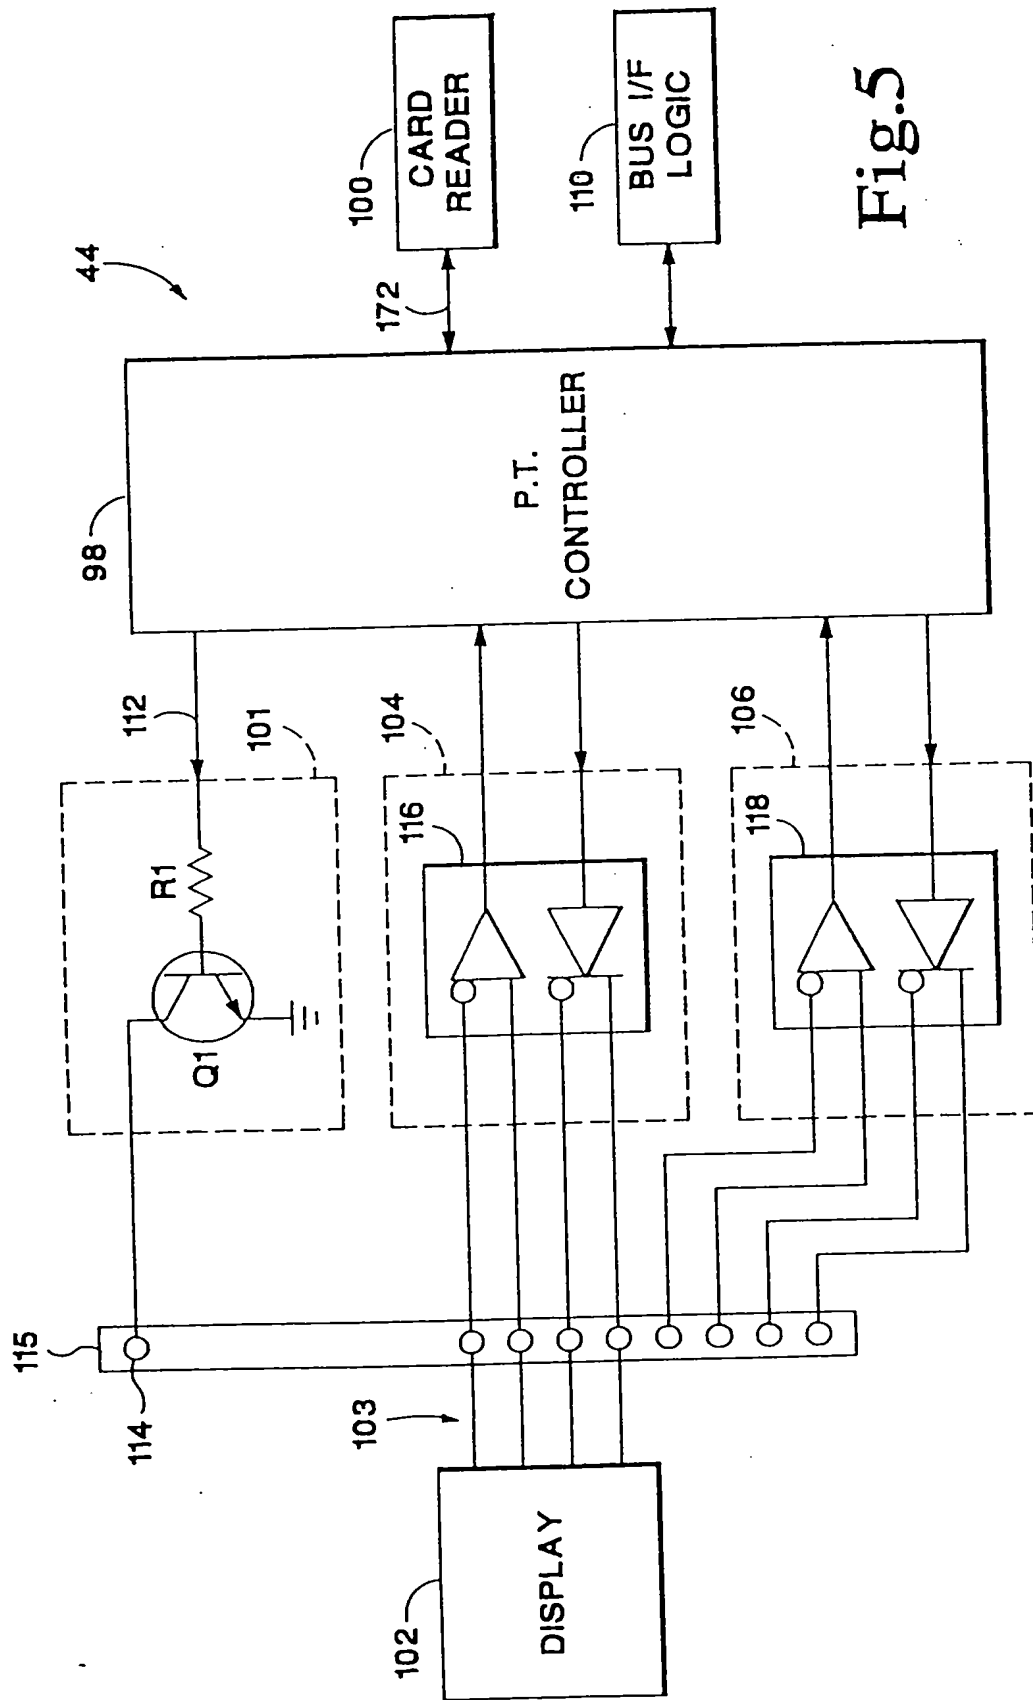 44
98
100
CARD
READER
172
110
BUS I/F
LOGIC
P.T.
CONTROLLER
112
101
R1
Q1
104
116
106
118
115
114
103
102
DISPLAY
Fig.5